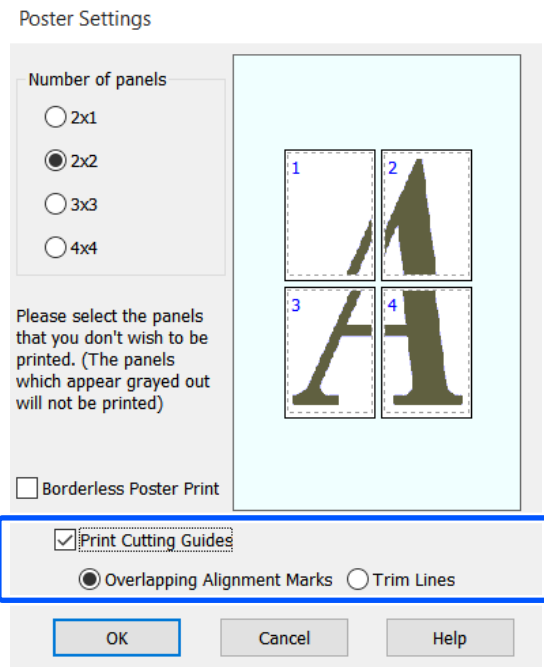 Poster Settings
Number of panels
2x1
2x2
3x3
4x4
1
2
3
4
Please select the panels
that you don't wish to be
printed. (The panels
which appear grayed out
will not be printed)
Borderless Poster Print
Print Cutting Guides
Overlapping Alignment Marks Trim Lines
OK Cancel Help